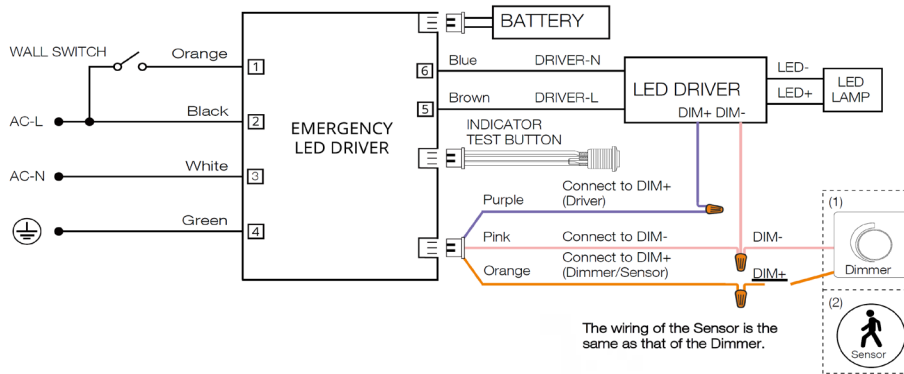 BATTERY
WALL SWITCH
Orange
1
6
Blue
DRIVER-N
LED DRIVER
LED-
LED+
LED
LAMP
AC-L
Black
2
5
Brown
DRIVER-L
DIM+ DIM-
EMERGENCY
LED DRIVER
INDICATOR
TEST BUTTON
AC-N
White
3
Green
4
Purple
Connect to DIM+
(Driver)
Pink
Connect to DIM-
DIM-
Orange
Connect to DIM+
(Dimmer/Sensor)
DIM+
(1)
Dimmer
(2)
Sensor
The wiring of the Sensor is the
same as that of the Dimmer.